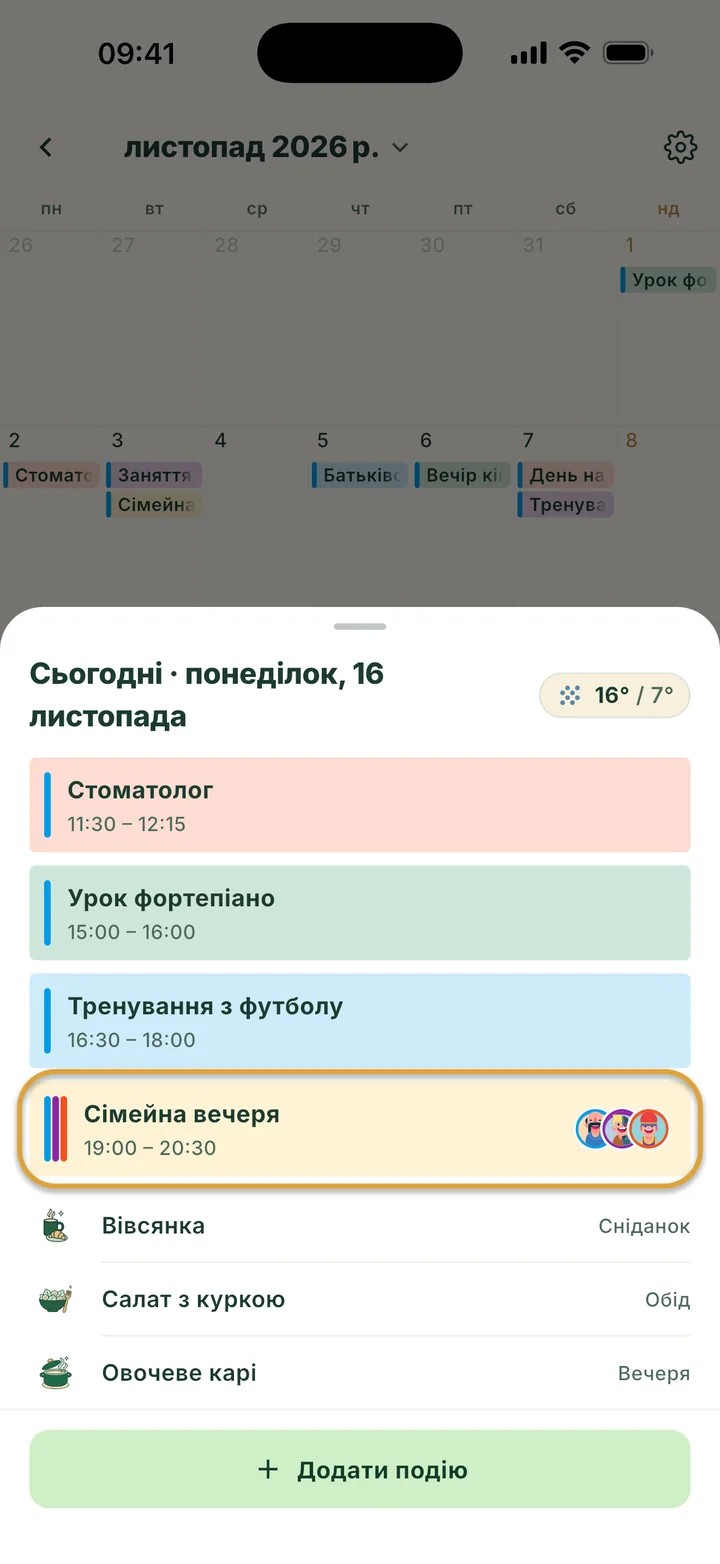 09:41
листопад 2026 р.
пн вт ср чт пт сб нд
26 27 28 29 30 31 1
Урок фо
2 3 4 5 6 7 8
Стомато Заняття Батьківс Вечір кі День на
Сімейна Тренува
Сьогодні · понеділок, 16
листопада
16° / 7°
Стоматолог
11:30 – 12:15
Урок фортепіано
15:00 – 16:00
Тренування з футболу
16:30 – 18:00
Сімейна вечеря
19:00 – 20:30
Вівсянка Сніданок
Салат з куркою Обід
Овочеве карі Вечеря
+ Додати подію